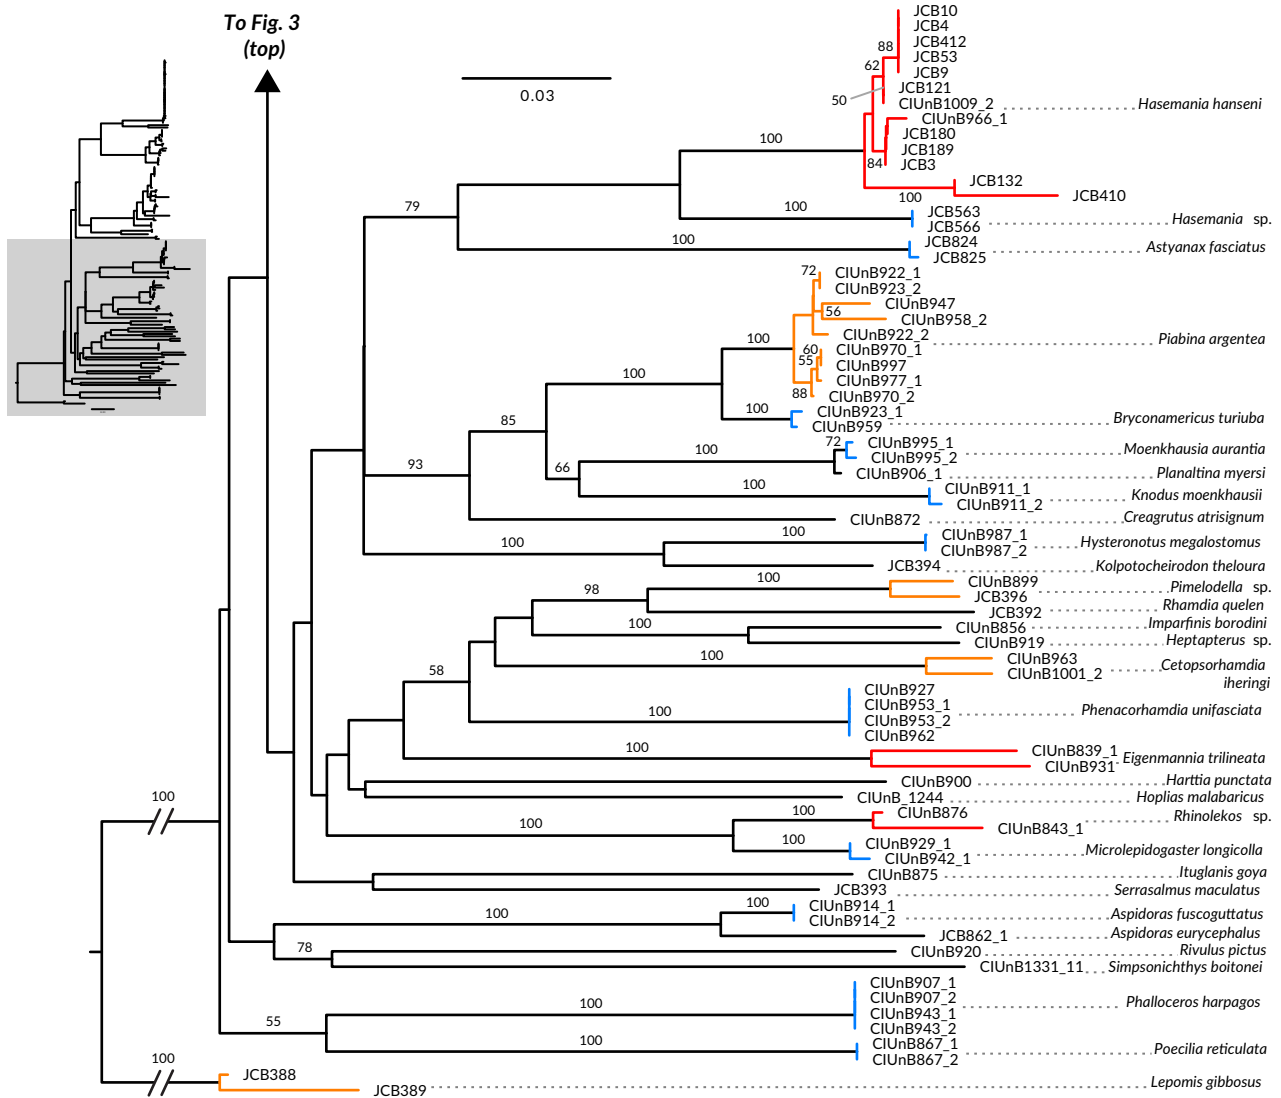 To Fig. 3
(top)
0.03
JCB10
JCB4
JCB412
88
JCB53
62
JCB9
JCB121
50
CIUnB1009_2
Hasemania hanseni
CIUnB966_1
JCB180
100
JCB189
84
JCB3
JCB132
100
JCB410
79
100
JCB563
JCB566
Hasemania sp.
100
JCB824
JCB825
Astyanax fasciatus
72
CIUnB922_1
CIUnB923_2
CIUnB947
56
CIUnB958_2
CIUnB922_2
Piabina argentea
100
60
CIUnB970_1
55
CIUnB997
100
CIUnB977_1
88
CIUnB970_2
100
CIUnB923_1
CIUnB959
Bryconamericus turiuba
85
72
CIUnB995_1
100
CIUnB995_2
Moenkhausia aurantia
66
CIUnB906_1
Planaltina myersi
93
100
CIUnB911_1
CIUnB911_2
Knodus moenkhausii
CIUnB872
Creagrutus atrisignum
100
100
CIUnB987_1
CIUnB987_2
Hysteronotus megalostomus
JCB394
Kolpotocheirodon theloura
100
CIUnB899
JCB396
Pimelodella sp.
98
JCB392
Rhamdia quelen
100
CIUnB856
Imparfinis borodini
CIUnB919
Heptapterus sp.
100
CIUnB963
CIUnB1001_2
Cetopsorhamdia
iheringi
58
CIUnB927
CIUnB953_1
100
CIUnB953_2
CIUnB962
Phenacorhamdia unifasciata
100
CIUnB839_1
CIUnB931
Eigenmannia trilineata
CIUnB900
Harttia punctata
CIUnB_1244
Hoplias malabaricus
100
100
CIUnB876
CIUnB843_1
Rhinolekos sp.
100
100
CIUnB929_1
CIUnB942_1
Microlepidogaster longicolla
CIUnB875
Ituglanis goya
JCB393
Serrasalmus maculatus
100
100
CIUnB914_1
CIUnB914_2
Aspidoras fuscoguttatus
JCB862_1
Aspidoras eurycephalus
78
CIUnB920
Rivulus pictus
CIUnB1331_11
Simpsonichthys boitonei
CIUnB907_1
CIUnB907_2
100
CIUnB943_1
CIUnB943_2
Phalloceros harpagos
55
100
CIUnB867_1
CIUnB867_2
Poecilia reticulata
100
JCB388
JCB389
Lepomis gibbosus